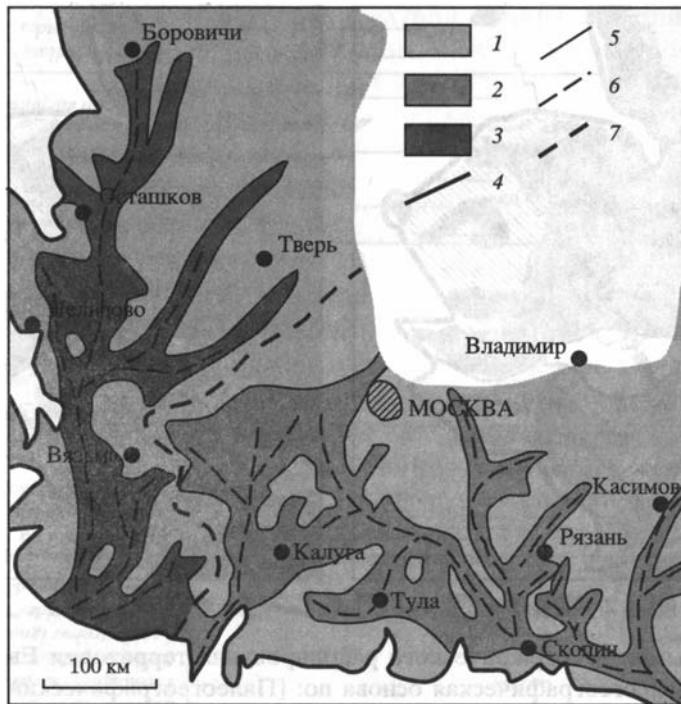 Боровичи
1
5
2
6
3
7
4
Осташков
Тверь
Нелидово
Владимир
МОСКВА
Вязьма
Касимов
Калуга
Рязань
Тула
Скопин
100 км